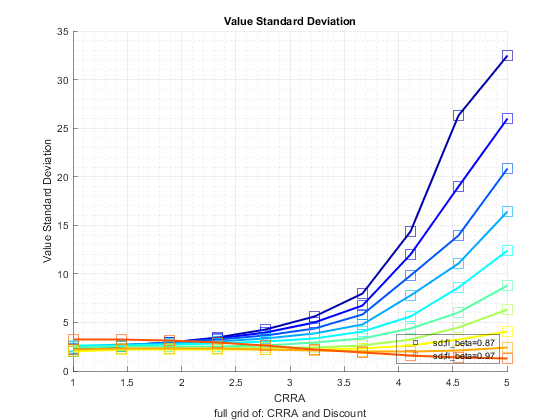 Value Standard Deviation
35
30
25
20
15
10
5
0
Value Standard Deviation
sd.fl_beta=0.87
sd.fl_beta=0.97
1 1.5 2 2.5 3 3.5 4 4.5 5
CRRA
full grid of: CRRA and Discount